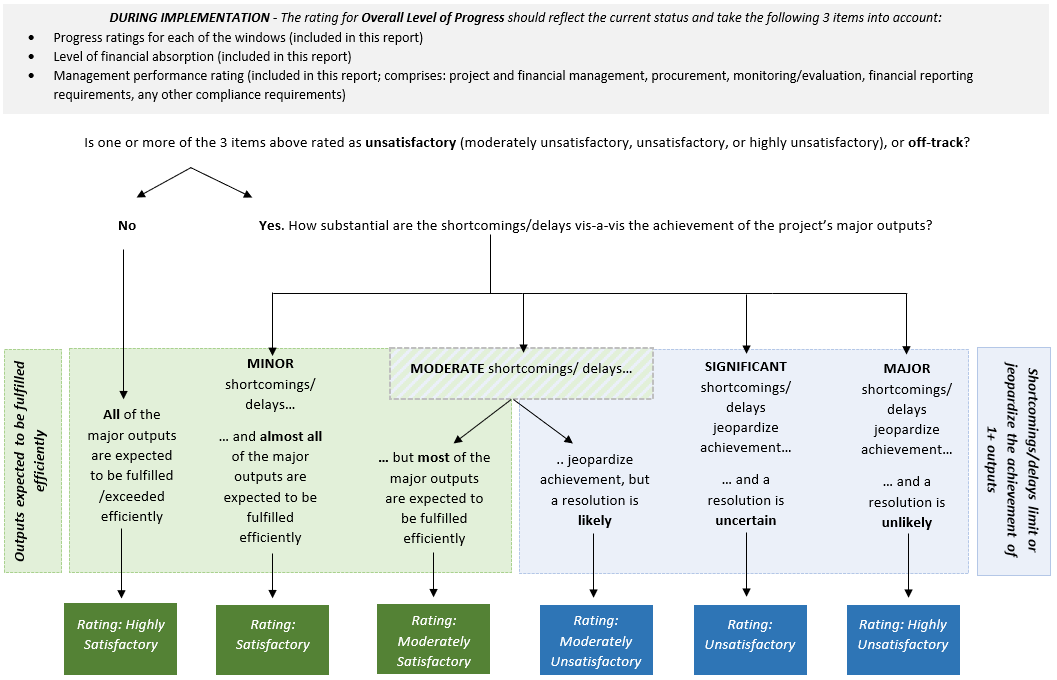 DURING IMPLEMENTATION - The rating for Overall Level of Progress should reflect the current status and take the following 3 items into account:
• Progress ratings for each of the windows (included in this report)
• Level of financial absorption (included in this report)
• Management performance rating (included in this report; comprises: project and financial management, procurement, monitoring/evaluation, financial reporting
requirements, any other compliance requirements)
Is one or more of the 3 items above rated as unsatisfactory (moderately unsatisfactory, unsatisfactory, or highly unsatisfactory), or off-track?
No
Yes. How substantial are the shortcomings/delays vis-a-vis the achievement of the project's major outputs?
Outputs expected to be fulfilled
efficiently
All of the
major outputs
are expected
to be fulfilled
/exceeded
efficiently
MINOR
shortcomings/
delays…
… and almost all
of the major
outputs are
expected to be
fulfilled
efficiently
MODERATE shortcomings/ delays…
… but most of the
major outputs
are expected to
be fulfilled
efficiently
.. jeopardize
achievement, but
a resolution is
likely
SIGNIFICANT
shortcomings/
delays
jeopardize
achievement…
… and a
resolution is
uncertain
MAJOR
shortcomings/
delays
jeopardize
achievement…
… and a
resolution is
unlikely
Shortcomings/delays limit or
jeopardize the achievement of
1+ outputs
Rating: Highly
Satisfactory
Rating:
Satisfactory
Rating:
Moderately
Satisfactory
Rating:
Moderately
Unsatisfactory
Rating:
Unsatisfactory
Rating: Highly
Unsatisfactory